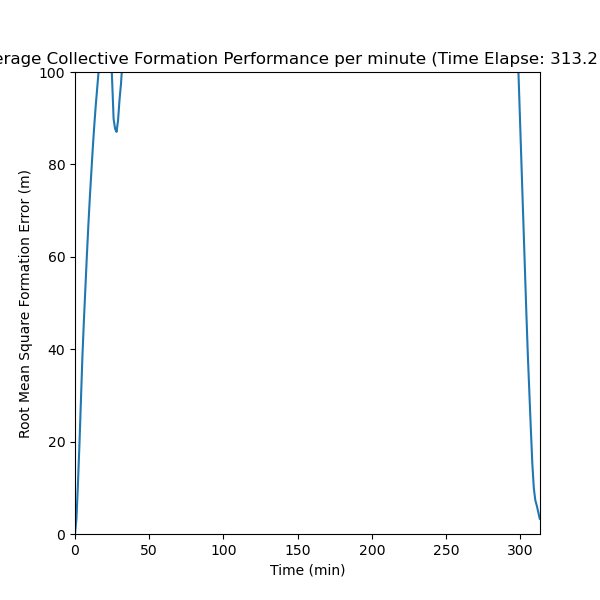 erage Collective Formation Performance per minute (Time Elapse: 313.2
100
80
60
40
20
0
Root Mean Square Formation Error (m)
0 50 100 150 200 250 300
Time (min)